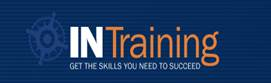 INTraining
GET THE SKILLS YOU NEED TO SUCCEED